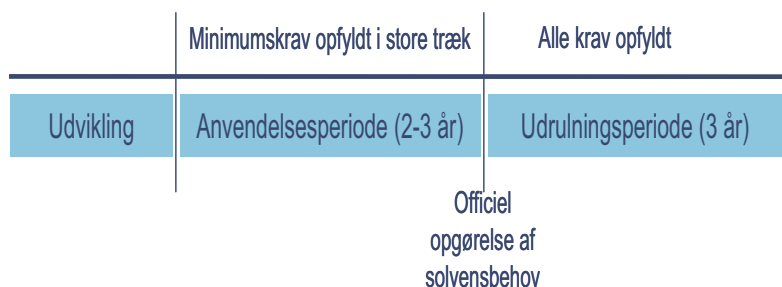 Minimumskrav opfyldt i store træk
Alle krav opfyldt
Udvikling
Anvendelsesperiode (2-3 år)
Udrulningsperiode (3 år)
Officiel
opgørelse af
solvensbehov